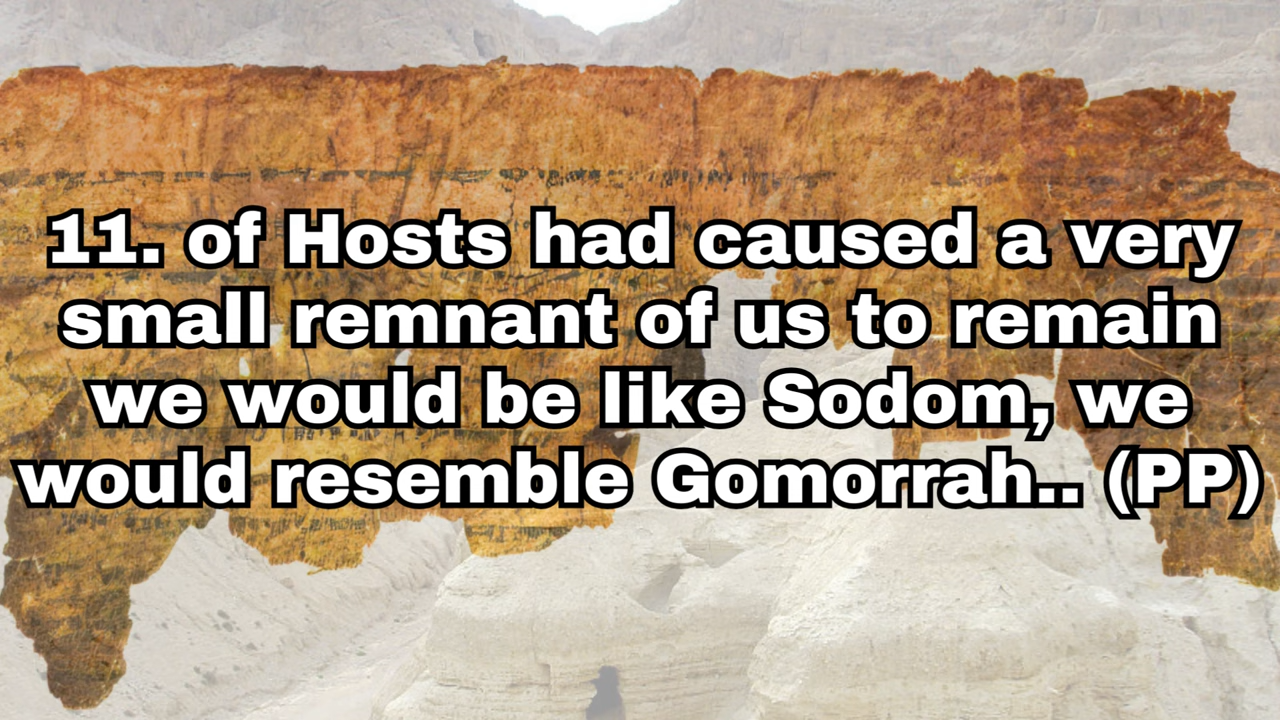 11. of Hosts had caused a very
small remnant of us to remain
we would be like Sodom, we
would resemble Gomorrah.. (PP)